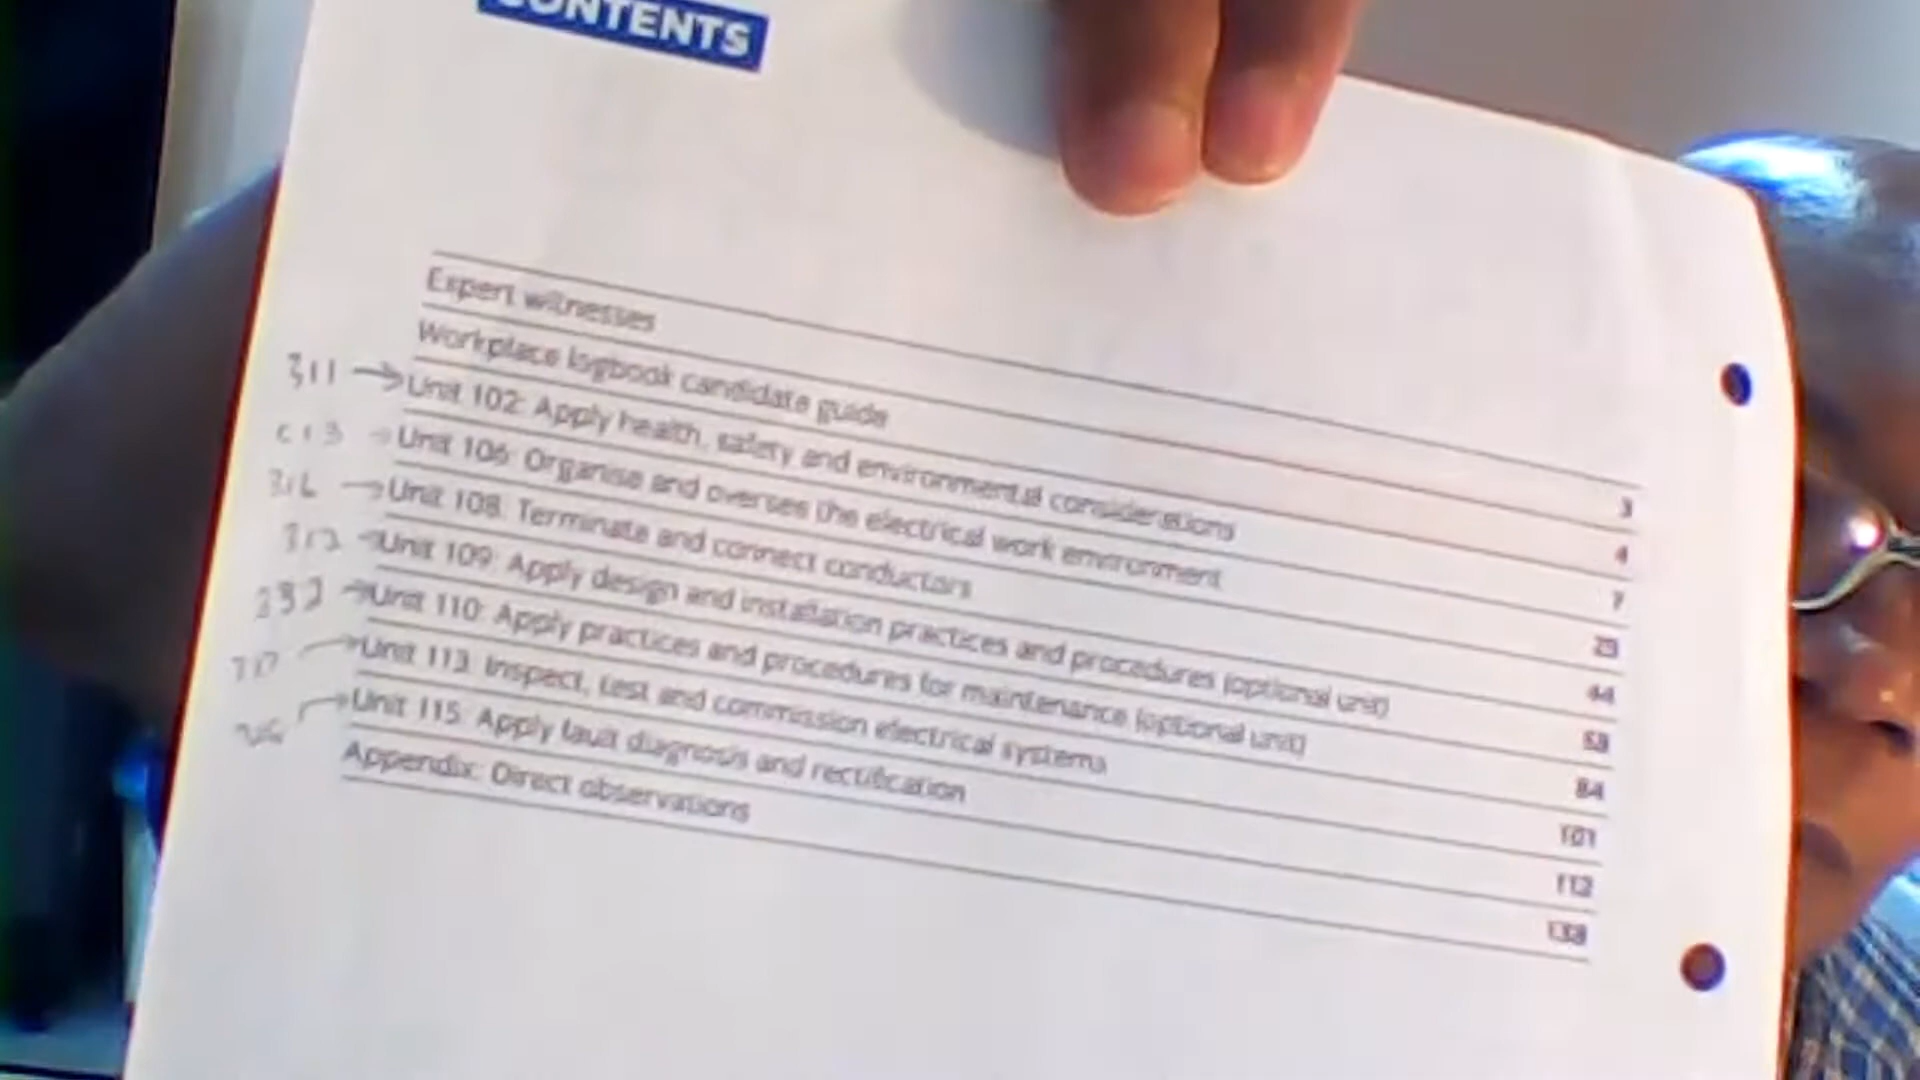 CONTENTS
Expert witnesses 3
Workplace logbook candidate guide 4
311 → Unit 102: Apply health, safety and environmental considerations 7
Unit 106: Organise and oversee the electrical work environment
→ Unit 108: Terminate and connect conductors 44
Unit 109: Apply design and installation practices and procedures (optional unit)
→ Unit 110: Apply practices and procedures for maintenance (optional unit) 84
→ Unit 113: Inspect, test and commission electrical systems 101
→ Unit 115: Apply fault diagnosis and rectification
Appendix: Direct observations